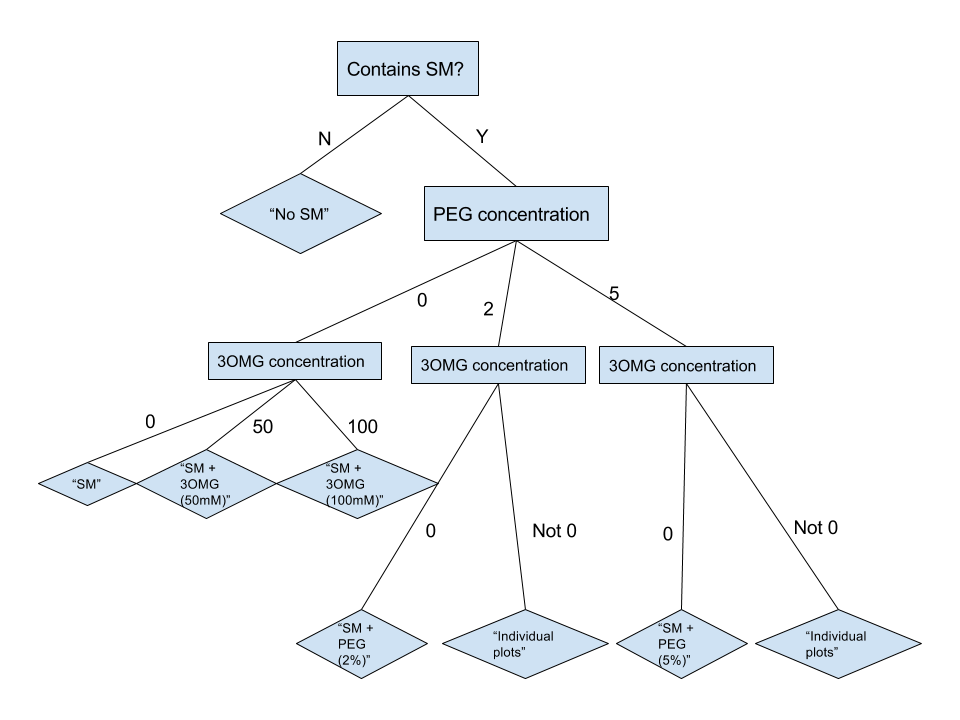 Contains SM?
N
Y
“No SM”
PEG concentration
0
2
5
3OMG concentration
3OMG concentration
3OMG concentration
0
50
100
“SM”
“SM +
3OMG
(50mM)”
“SM +
3OMG
(100mM)”
0
Not 0
0
Not 0
“SM +
PEG
(2%)”
“Individual
plots”
“SM +
PEG
(5%)”
“Individual
plots”